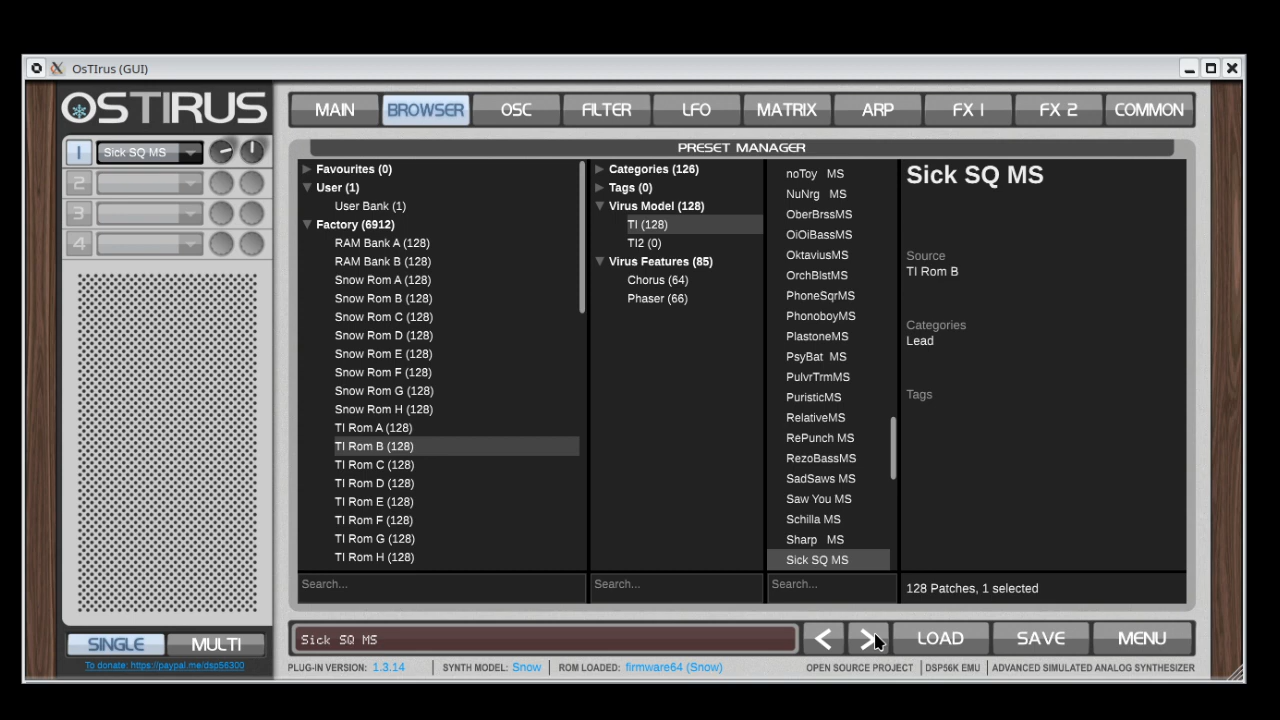 OsTIrus (GUI)
OSTIRUS
MAIN
BROWSER
OSC
FILTER
LFO
MATRIX
ARP
FX 1
FX 2
COMMON
1
Sick SQ MS
2
3
4
PRESET MANAGER
Favourites (0)
User (1)
User Bank (1)
Factory (6912)
RAM Bank A (128)
RAM Bank B (128)
Snow Rom A (128)
Snow Rom B (128)
Snow Rom C (128)
Snow Rom D (128)
Snow Rom E (128)
Snow Rom F (128)
Snow Rom G (128)
Snow Rom H (128)
TI Rom A (128)
TI Rom B (128)
TI Rom C (128)
TI Rom D (128)
TI Rom E (128)
TI Rom F (128)
TI Rom G (128)
TI Rom H (128)
Search...
Categories (126)
Tags (0)
Virus Model (128)
TI (128)
TI2 (0)
Virus Features (85)
Chorus (64)
Phaser (66)
Search...
noToy MS
NuNrg MS
OberBrssMS
OiOiBassMS
OktaviusMS
OrchBlstMS
PhoneSqrMS
PhonoboyMS
PlastoneMS
PsyBat MS
PulvrTrmMS
PuristicMS
RelativeMS
RePunch MS
RezoBassMS
SadSaws MS
Saw You MS
Schilla MS
Sharp MS
Sick SQ MS
Search...
Sick SQ MS
Source
TI Rom B
Categories
Lead
Tags
128 Patches, 1 selected
SINGLE
MULTI
To donate: https://paypal.me/dsp56300
Sick SQ MS
<
>
LOAD
SAVE
MENU
PLUG-IN VERSION: 1.3.14
SYNTH MODEL: Snow
ROM LOADED: firmware64 (Snow)
OPEN SOURCE PROJECT
DSP56K EMU
ADVANCED SIMULATED ANALOG SYNTHESIZER